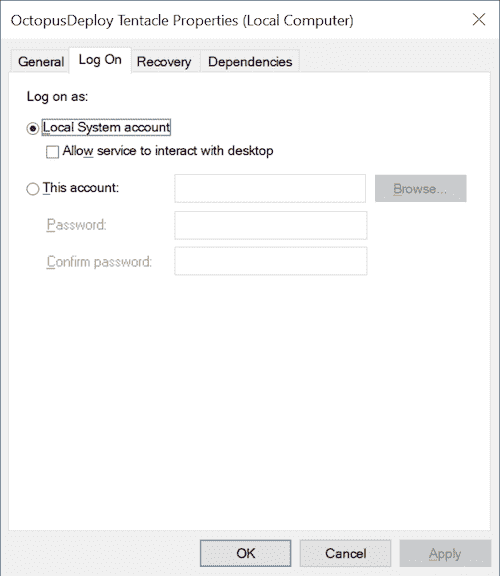 OctopusDeploy Tentacle Properties (Local Computer)
General Log On Recovery Dependencies
Log on as:
Local System account
Allow service to interact with desktop
This account:
Browse...
Password:
Confirm password:
OK Cancel Apply